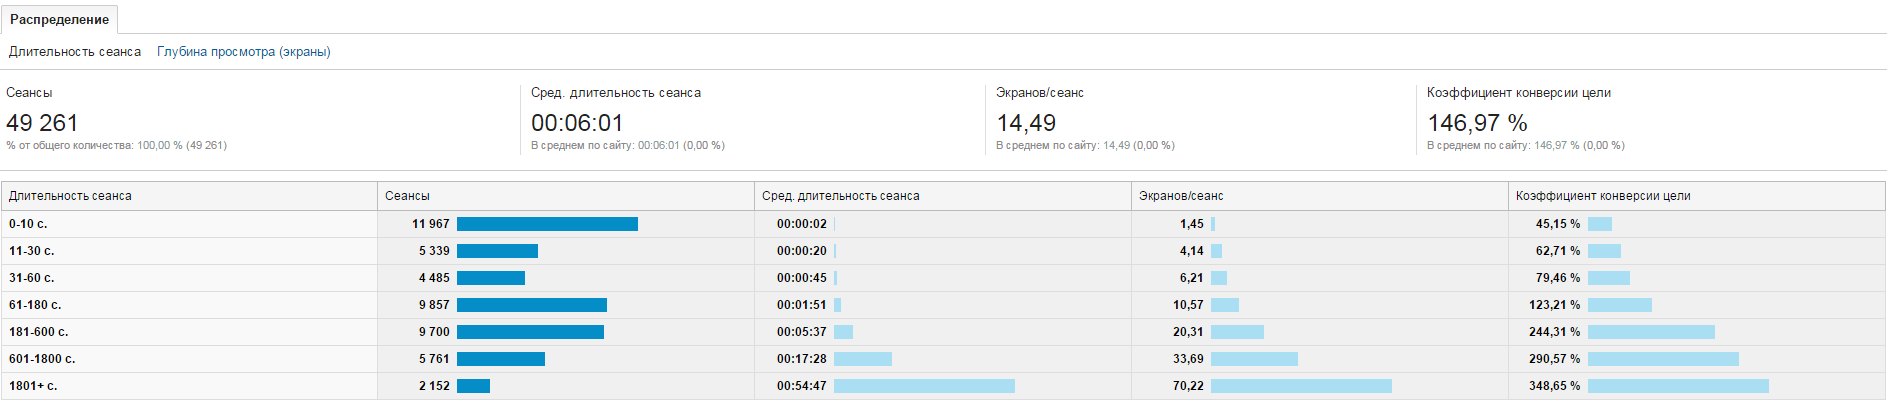 Распределение
Длительность сеанса Глубина просмотра (экраны)
Сеансы Сред. длительность сеанса Экранов/сеанс Коэффициент конверсии цели
49 261 00:06:01 14,49 146,97 %
% от общего количества: 100,00 % (49 261) В среднем по сайту: 00:06:01 (0,00 %) В среднем по сайту: 14,49 (0,00 %) В среднем по сайту: 146,97 % (0,00 %)
Длительность сеанса Сеансы Сред. длительность сеанса Экранов/сеанс Коэффициент конверсии цели
0-10 с. 11 967 00:00:02 1,45 45,15 %
11-30 с. 5 339 00:00:20 4,14 62,71 %
31-60 с. 4 485 00:00:45 6,21 79,46 %
61-180 с. 9 857 00:01:51 10,57 123,21 %
181-600 с. 9 700 00:05:37 20,31 244,31 %
601-1800 с. 5 761 00:17:28 33,69 290,57 %
1801+ с. 2 152 00:54:47 70,22 348,65 %